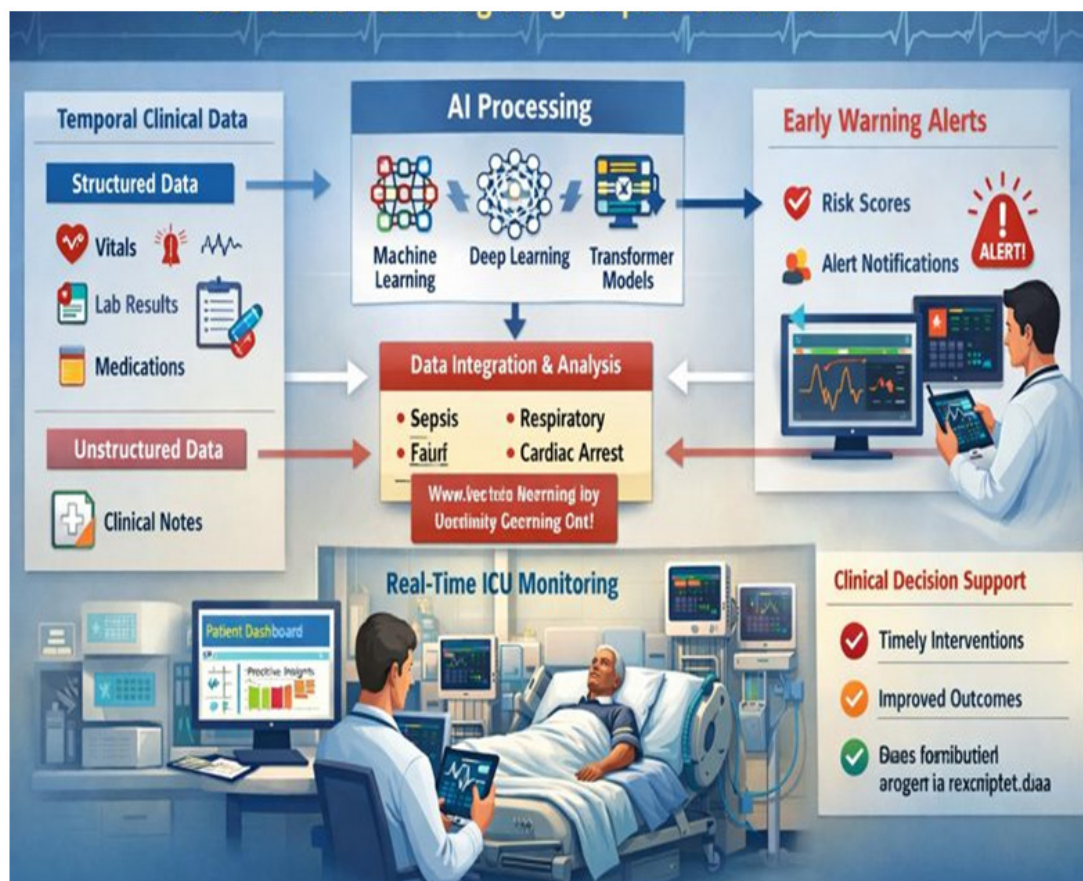 Temporal Clinical Data
Structured Data
Vitals
Lab Results
Medications
Unstructured Data
Clinical Notes
AI Processing
Machine
Learning
Deep Learning
Transformer
Models
Data Integration & Analysis
Sepsis
Respiratory
Cardiac Arrest
Early Warning Alerts
Risk Scores
Alert Notifications
ALERT!
Real-Time ICU Monitoring
Patient Dashboard
Insights
Clinical Decision Support
Timely Interventions
Improved Outcomes